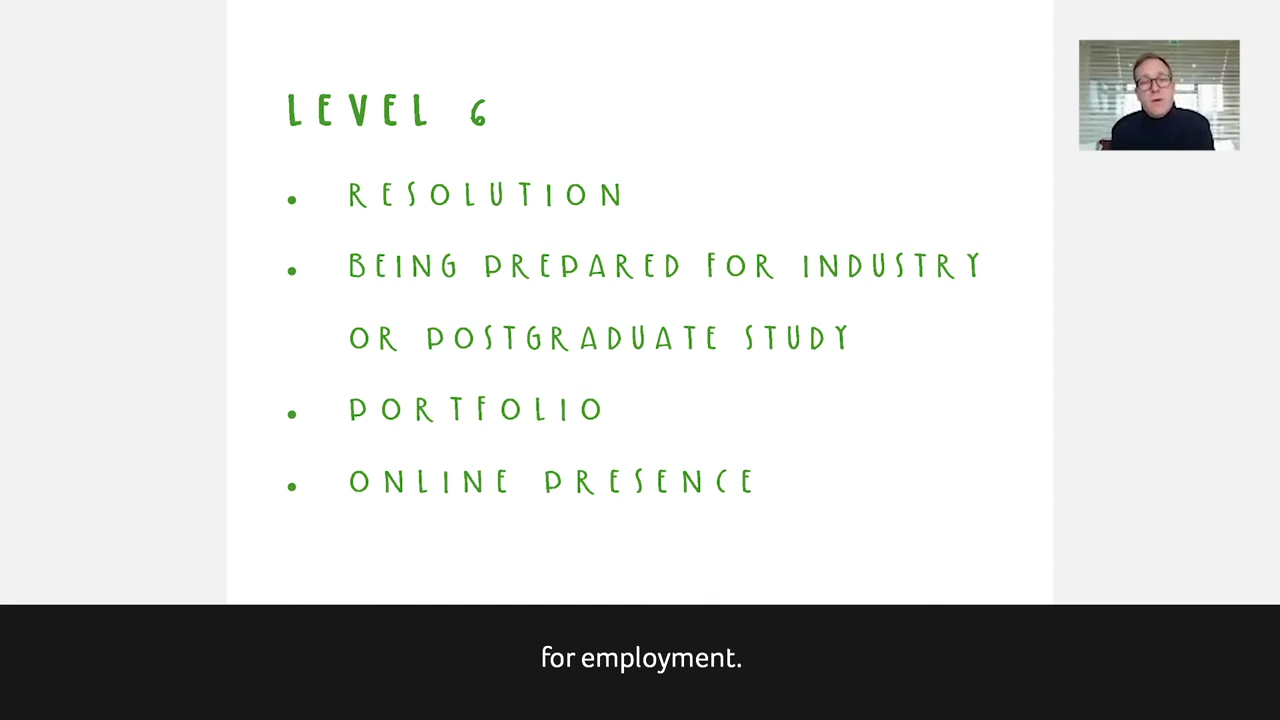 LEVEL 6
• RESOLUTION
• BEING PREPARED FOR INDUSTRY
OR POSTGRADUATE STUDY
• PORTFOLIO
• ONLINE PRESENCE
for employment.